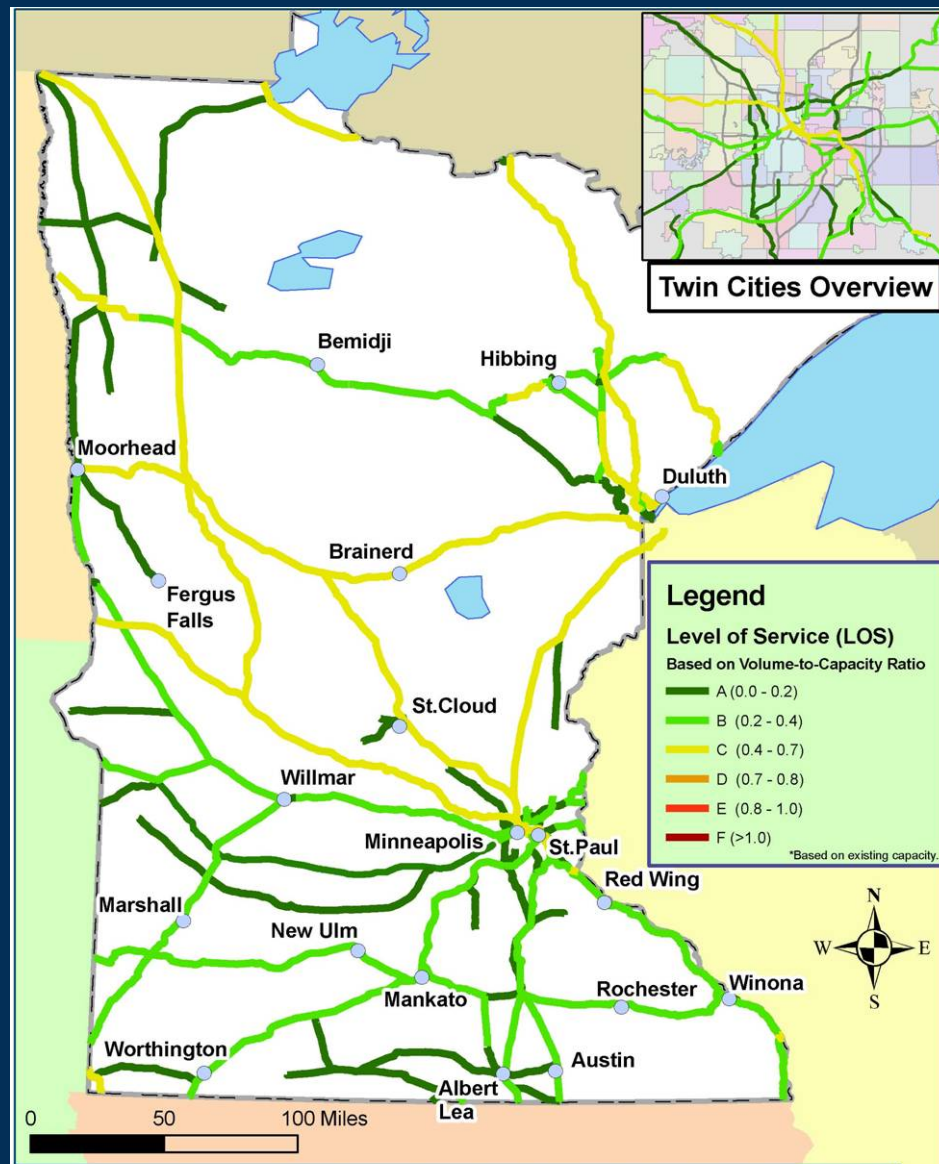 Twin Cities Overview
Bemidji
Hibbing
Moorhead
Duluth
Brainerd
Fergus
Falls
St.Cloud
Willmar
Minneapolis
St.Paul
Red Wing
Marshall
New Ulm
Mankato
Rochester
Winona
Worthington
Albert
Lea
Austin
Legend
Level of Service (LOS)
Based on Volume-to-Capacity Ratio
A (0.0 - 0.2)
B (0.2 - 0.4)
C (0.4 - 0.7)
D (0.7 - 0.8)
E (0.8 - 1.0)
F (>1.0)
*Based on existing capacity.
N
W E
S
0 50 100 Miles